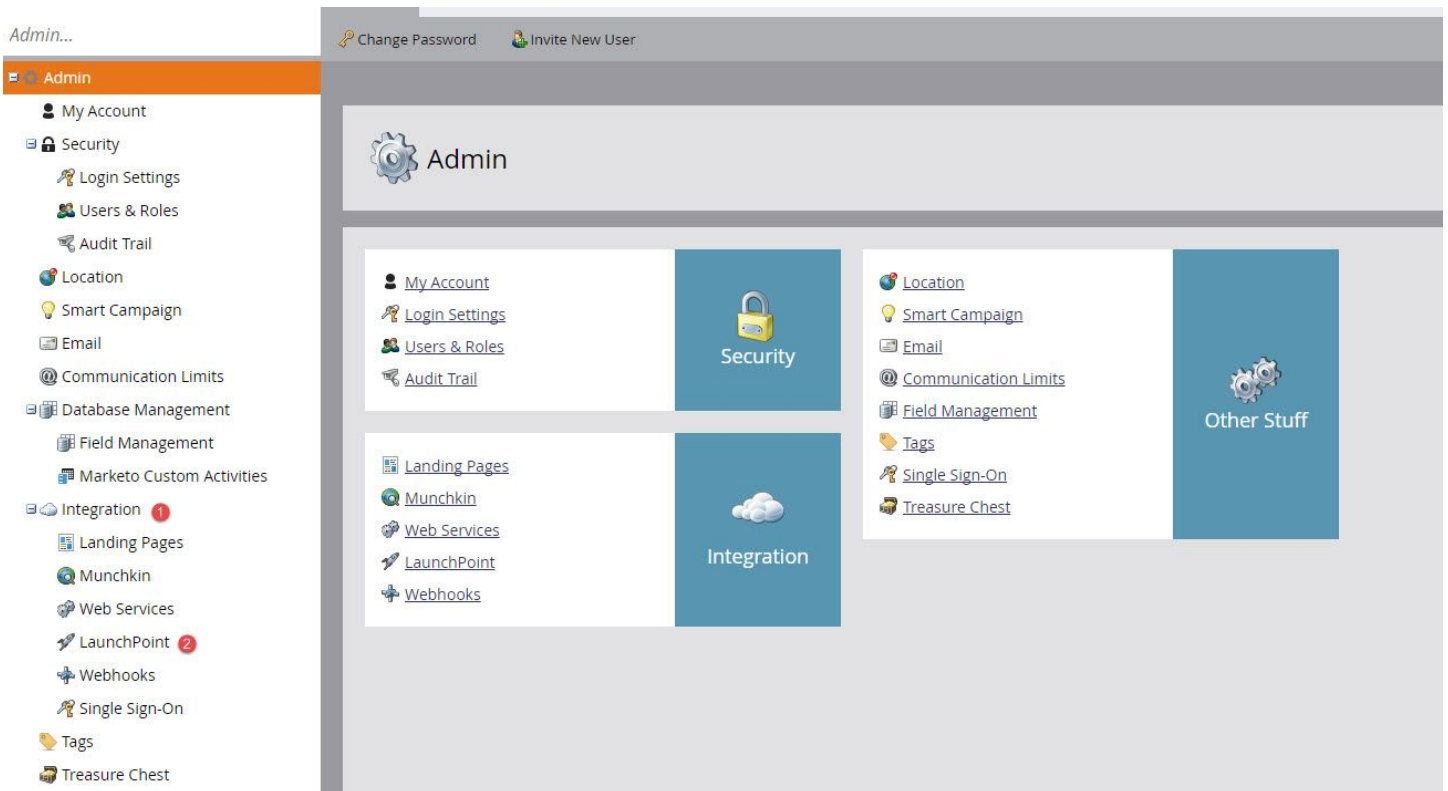 Admin...
Change Password
Invite New User
Admin
My Account
Security
Login Settings
Users & Roles
Audit Trail
Location
Smart Campaign
Email
Communication Limits
Database Management
Field Management
Marketo Custom Activities
Integration 1
Landing Pages
Munchkin
Web Services
LaunchPoint 2
Webhooks
Single Sign-On
Tags
Treasure Chest
Admin
My Account
Login Settings
Users & Roles
Audit Trail
Security
Landing Pages
Munchkin
Web Services
LaunchPoint
Webhooks
Integration
Location
Smart Campaign
Email
Communication Limits
Field Management
Tags
Single Sign-On
Treasure Chest
Other Stuff